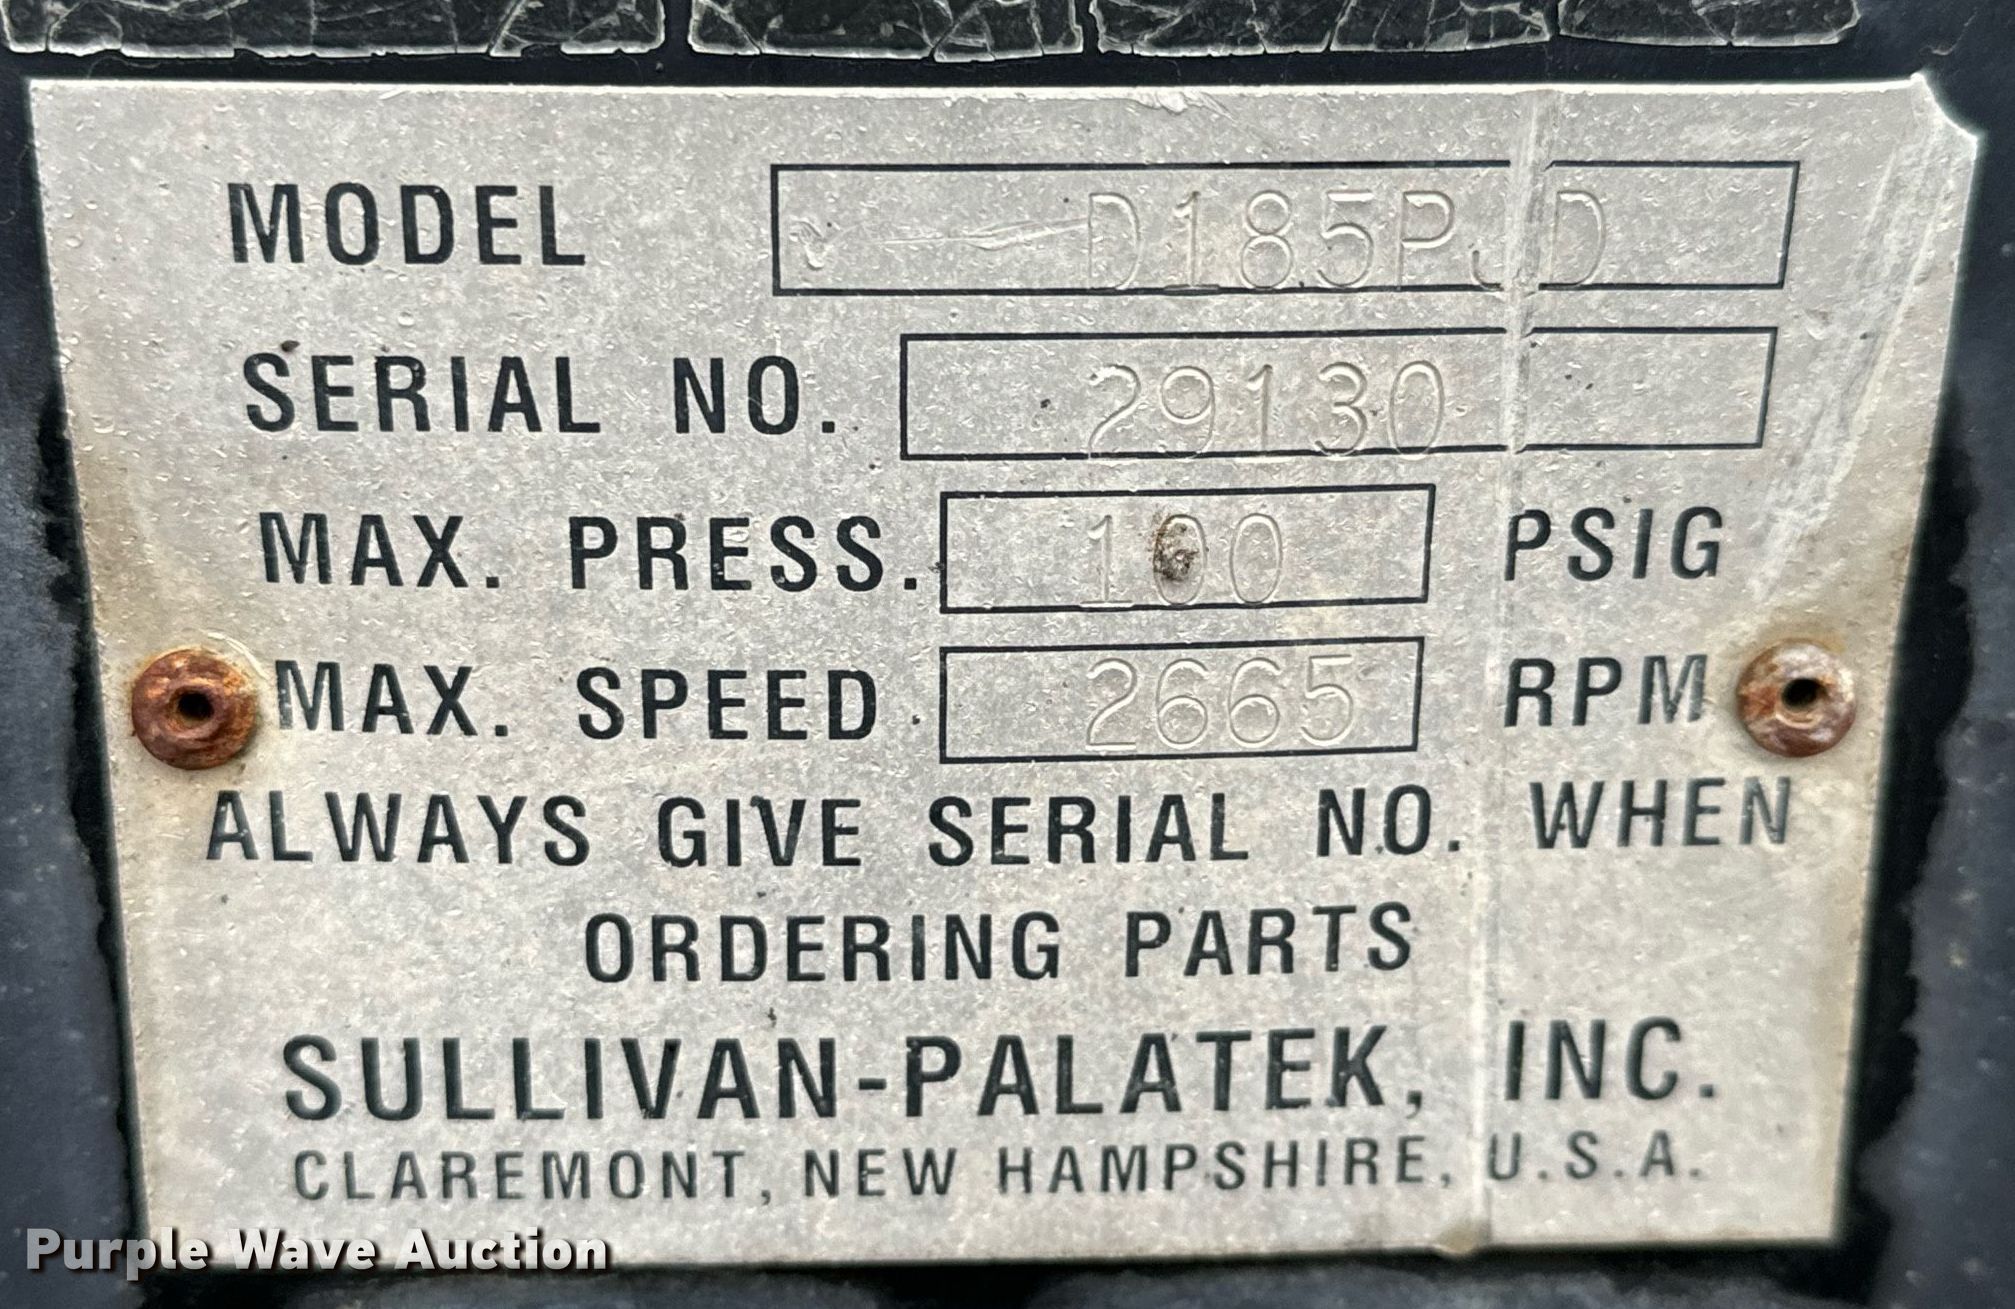 MODEL D185PJD
SERIAL NO. 29130
MAX. PRESS. 100 PSIG
MAX. SPEED 2665 RPM
ALWAYS GIVE SERIAL NO. WHEN
ORDERING PARTS
SULLIVAN-PALATEK, INC.
CLAREMONT, NEW HAMPSHIRE, U.S.A.
Purple Wave Auction